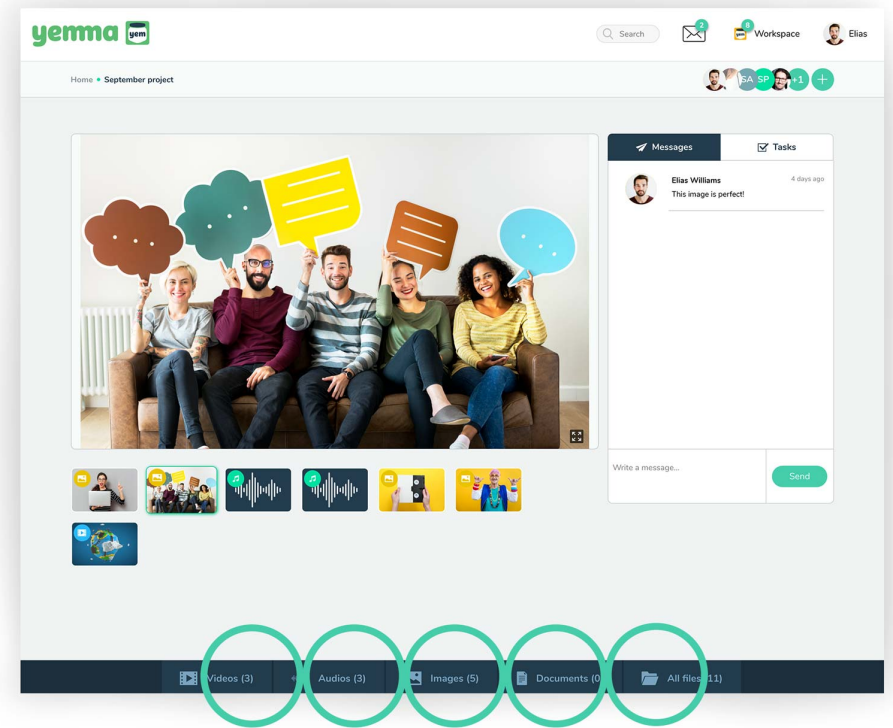 yemma yem
Search
2
8
yem
Workspace
Elias
Home • September project
SA SP +1 +
Messages
Tasks
Elias Williams
4 days ago
This image is perfect!
Write a message...
Send
Videos (3)
Audios (3)
Images (5)
Documents (0
All files (11)